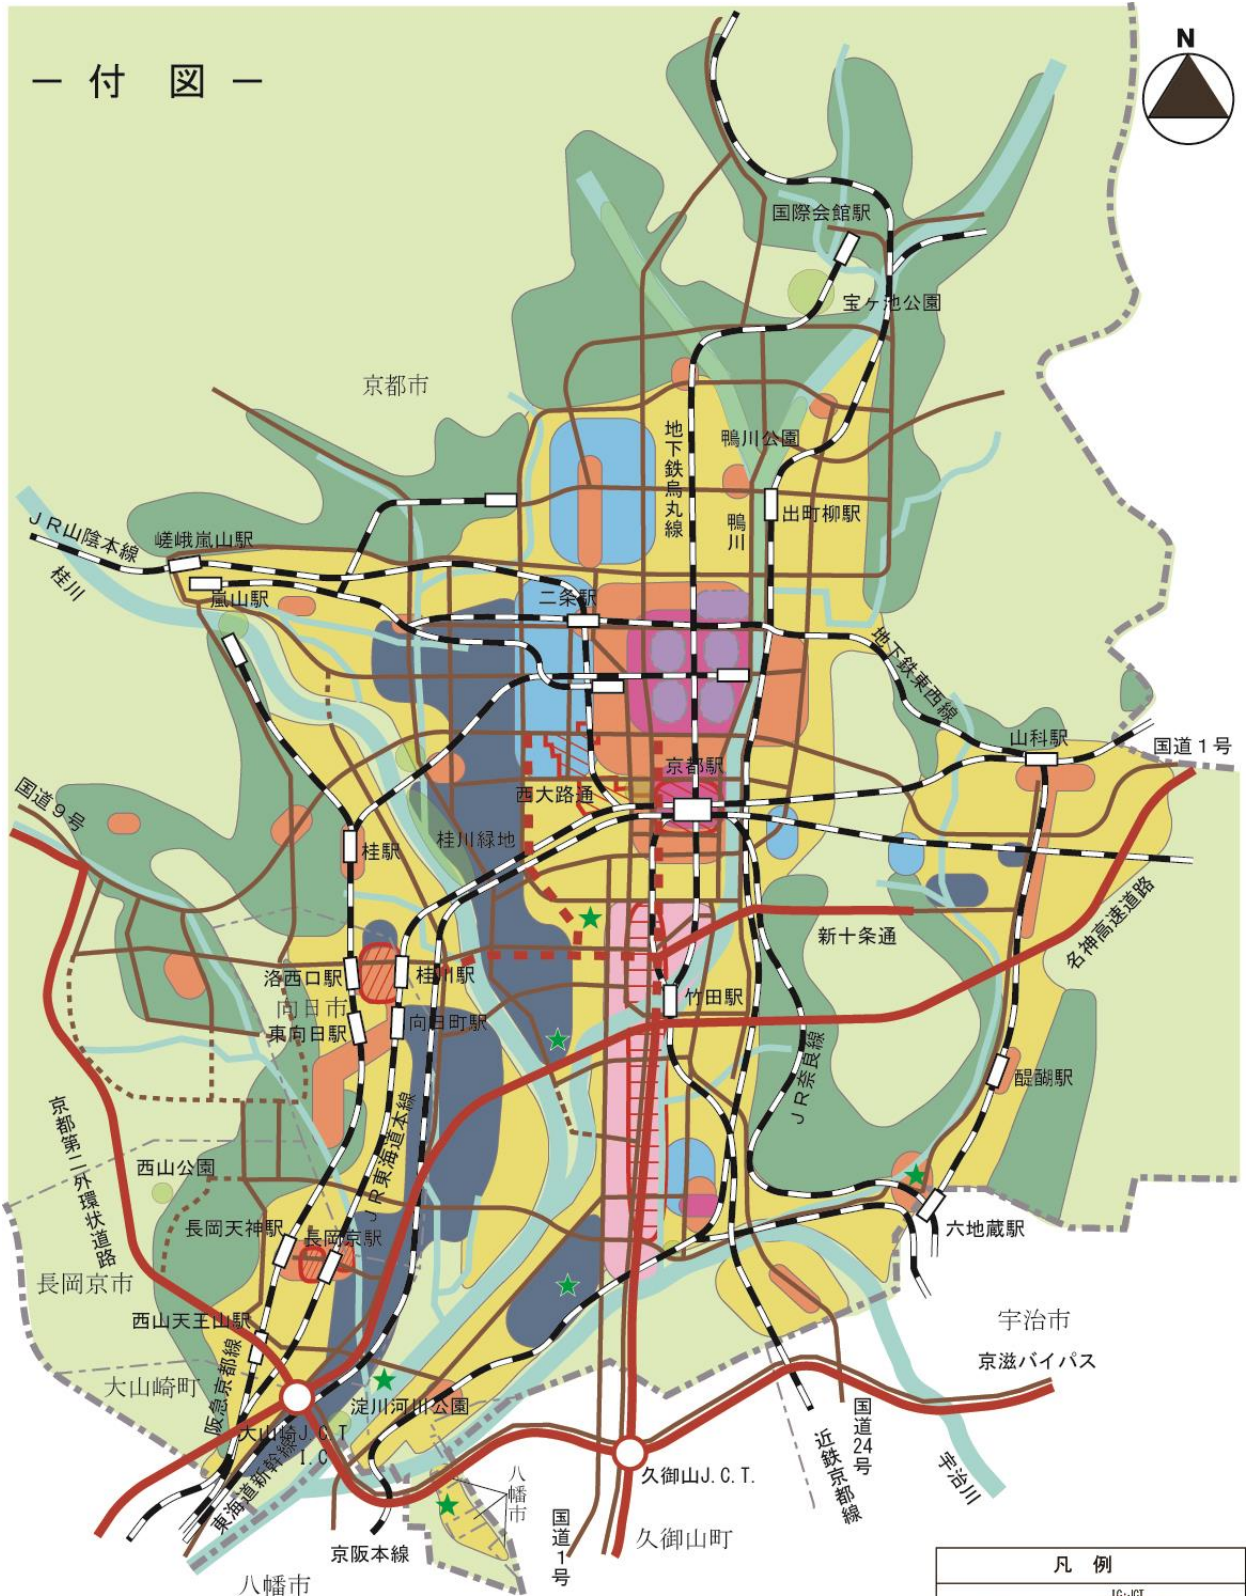 － 付 図 －
N
国際会館駅
宝ヶ池公園
京都市
地下鉄烏丸線
鴨川公園
鴨川
出町柳駅
JR山陰本線
嵯峨嵐山駅
桂川
嵐山駅
二条駅
地下鉄東西線
山科駅
国道1号
京都駅
西大路通
国道9号
桂駅
桂川緑地
新十条通
名神高速道路
洛西口駅
桂川駅
向日市
東向日駅
向日町駅
竹田駅
JR奈良線
醍醐駅
京都第二外環状道路
西山公園
JR東海道本線
長岡天神駅
長岡京駅
六地蔵駅
長岡京市
西山天王山駅
宇治市
京滋バイパス
大山崎町
阪急京都線
淀川河川公園
大山崎J.C.T
I.C
東海道新幹線
国道24号
近鉄京都線
宇治川
久御山J.C.T.
八幡市
国道1号
久御山町
京阪本線
八幡市
凡 例
IC・JCT